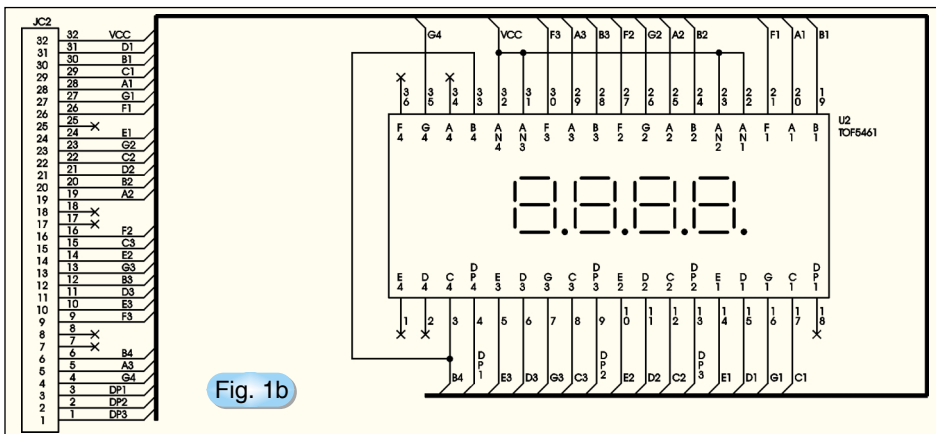 JC2
32 32 VCC
31 31 D1
30 30 B1
29 29 C1
28 28 A1
27 27 G1
26 26 F1
25 25
24 24 E1
23 23 G2
22 22 C2
21 21 D2
20 20 B2
19 19 A2
18 18
17 17
16 16 F2
15 15 C3
14 14 E2
13 13 G3
12 12 B3
11 11 D3
10 10 E3
9 9 F3
8 8
7 7
6 6 B4
5 5 A3
4 4 G4
3 3 DP1
2 2 DP2
1 1 DP3
G4 VCC F3 A3 B3 F2 G2 A2 B2 F1 A1 B1
36 35 34 33 32 31 30 29 28 27 26 25 24 23 22 21 20 19
F4 G4 A4 B4 AN4 AN3 F3 A3 B3 F2 G2 A2 B2 AN2 AN1 F1 A1 B1
U2
TOF5461
8.8.8.8.
E4 D4 C4 DP4 E3 D3 G3 C3 DP3 E2 D2 C2 DP2 E1 D1 G1 C1 DP1
1 2 3 4 5 6 7 8 9 10 11 12 13 14 15 16 17 18
B4 DP1 E3 D3 G3 C3 DP2 E2 D2 C2 DP3 E1 D1 G1 C1
Fig. 1b